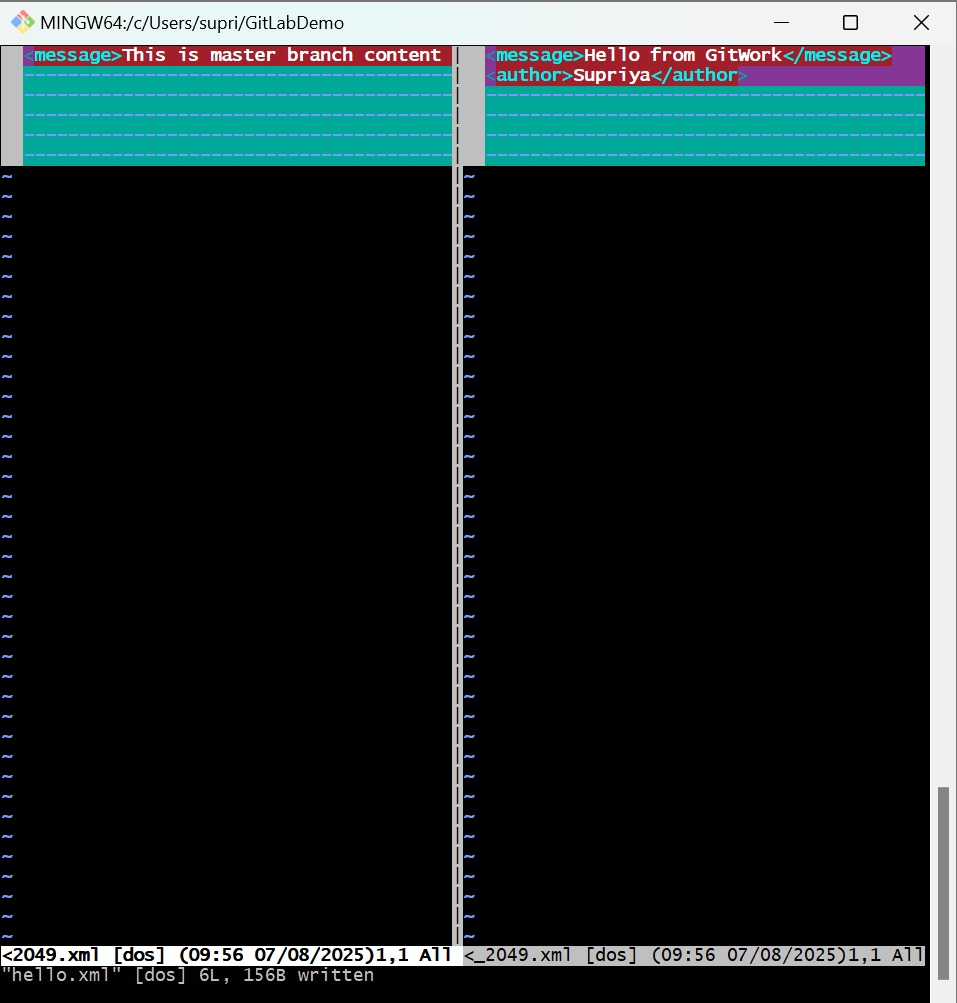 MINGW64:/c/Users/supri/GitLabDemo
<message>This is master branch content
<message>Hello from GitWork</message>
<author>Supriya</author>
<2049.xml [dos] (09:56 07/08/2025)1,1 All
<_2049.xml [dos] (09:56 07/08/2025)1,1 All
"hello.xml" [dos] 6L, 156B written